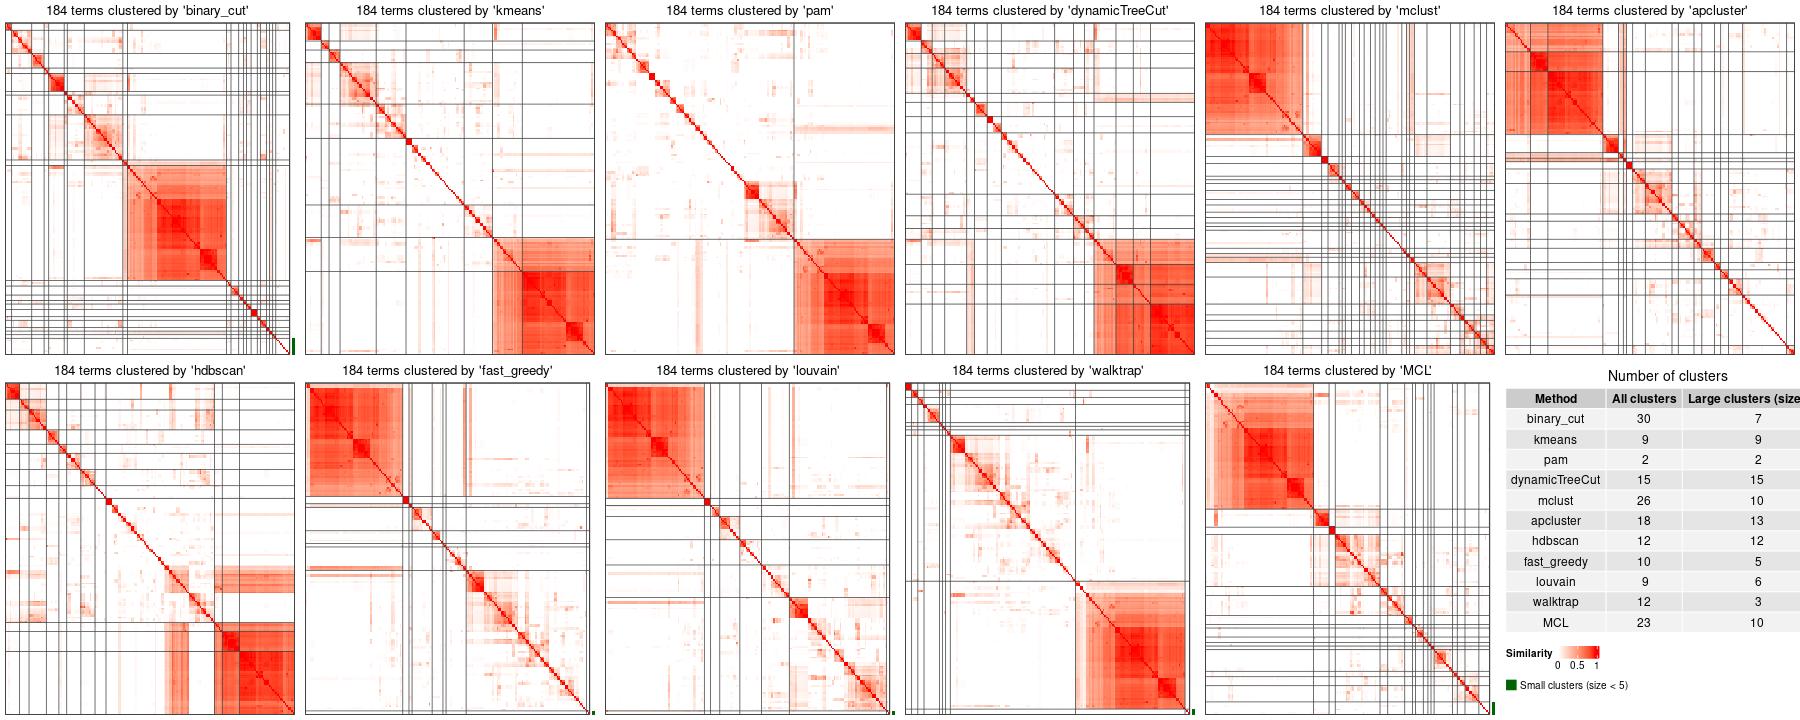 184 terms clustered by 'binary_cut'
184 terms clustered by 'kmeans'
184 terms clustered by 'pam'
184 terms clustered by 'dynamicTreeCut'
184 terms clustered by 'mclust'
184 terms clustered by 'apcluster'
184 terms clustered by 'hdbscan'
184 terms clustered by 'fast_greedy'
184 terms clustered by 'louvain'
184 terms clustered by 'walktrap'
184 terms clustered by 'MCL'
Number of clusters
Method All clusters Large clusters (size
binary_cut 30 7
kmeans 9 9
pam 2 2
dynamicTreeCut 15 15
mclust 26 10
apcluster 18 13
hdbscan 12 12
fast_greedy 10 5
louvain 9 6
walktrap 12 3
MCL 23 10
Similarity
0 0.5 1
Small clusters (size < 5)